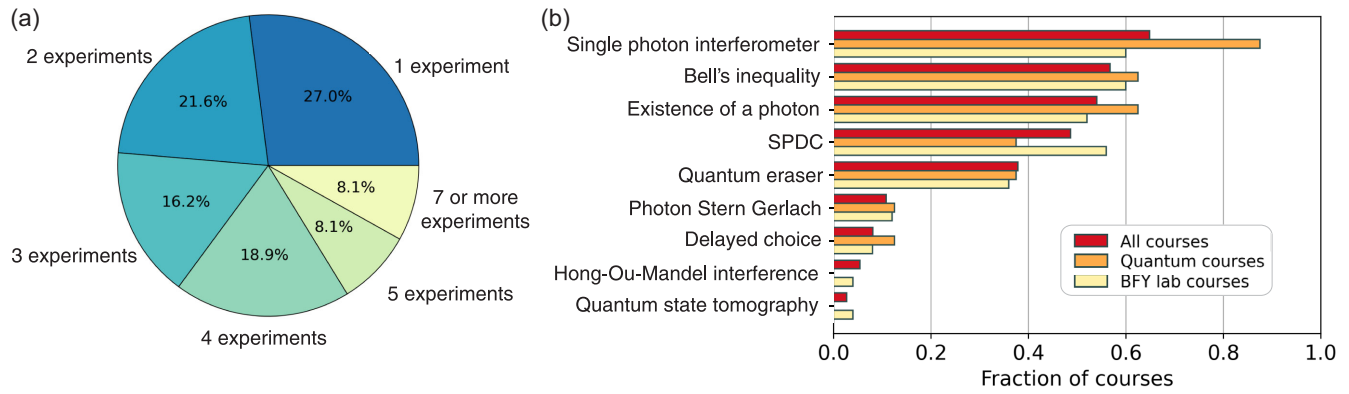 (a)
2 experiments
1 experiment
27.0%
21.6%
16.2%
18.9%
8.1%
8.1%
7 or more
experiments
3 experiments
5 experiments
4 experiments
(b)
Single photon interferometer
Bell's inequality
Existence of a photon
SPDC
Quantum eraser
Photon Stern Gerlach
Delayed choice
Hong-Ou-Mandel interference
Quantum state tomography
All courses
Quantum courses
BFY lab courses
0.0 0.2 0.4 0.6 0.8 1.0
Fraction of courses